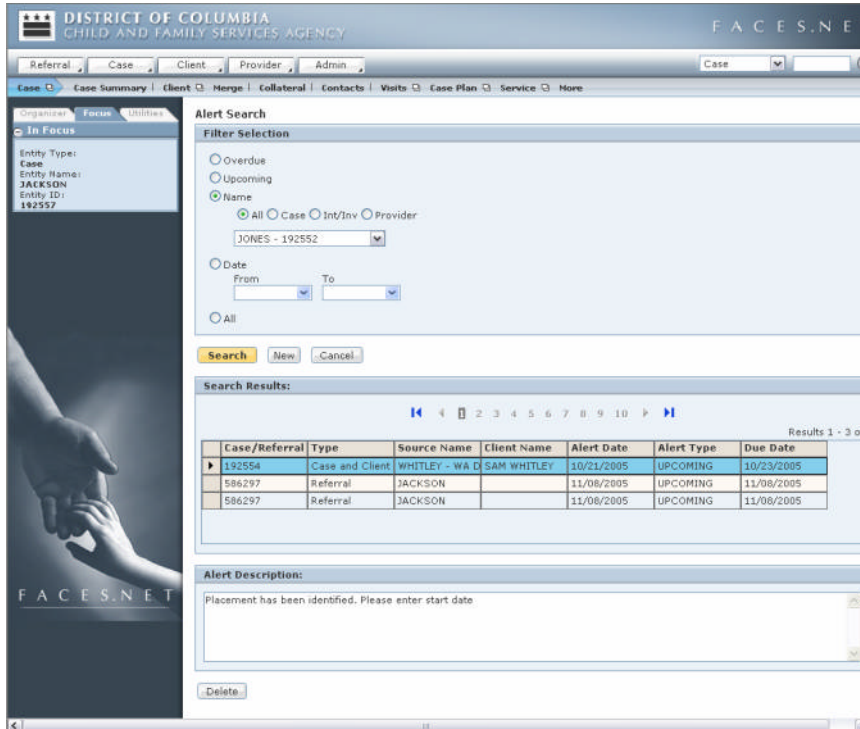 DISTRICT OF COLUMBIA
CHILD AND FAMILY SERVICES AGENCY
F A C E S.N E
Referral Case Client Provider Admin Case
Case Case Summary | Client Merge | Collateral | Contacts | Visits Case Plan Service More
Organizer Focus Utilities
In Focus
Entity Type:
Case
Entity Name:
JACKSON
Entity ID:
192557
Alert Search
Filter Selection
Overdue
Upcoming
Name
All Case Int/Inv Provider
JONES - 192552
Date
From To
All
Search New Cancel
Search Results:
1 2 3 4 5 6 7 8 9 10
Results 1 - 3 o
Case/Referral Type Source Name Client Name Alert Date Alert Type Due Date
192554 Case and Client WHITLEY - WA D SAM WHITLEY 10/21/2005 UPCOMING 10/23/2005
586297 Referral JACKSON 11/08/2005 UPCOMING 11/08/2005
586297 Referral JACKSON 11/08/2005 UPCOMING 11/08/2005
Alert Description:
Placement has been identified. Please enter start date
F A C E S.N E T
Delete